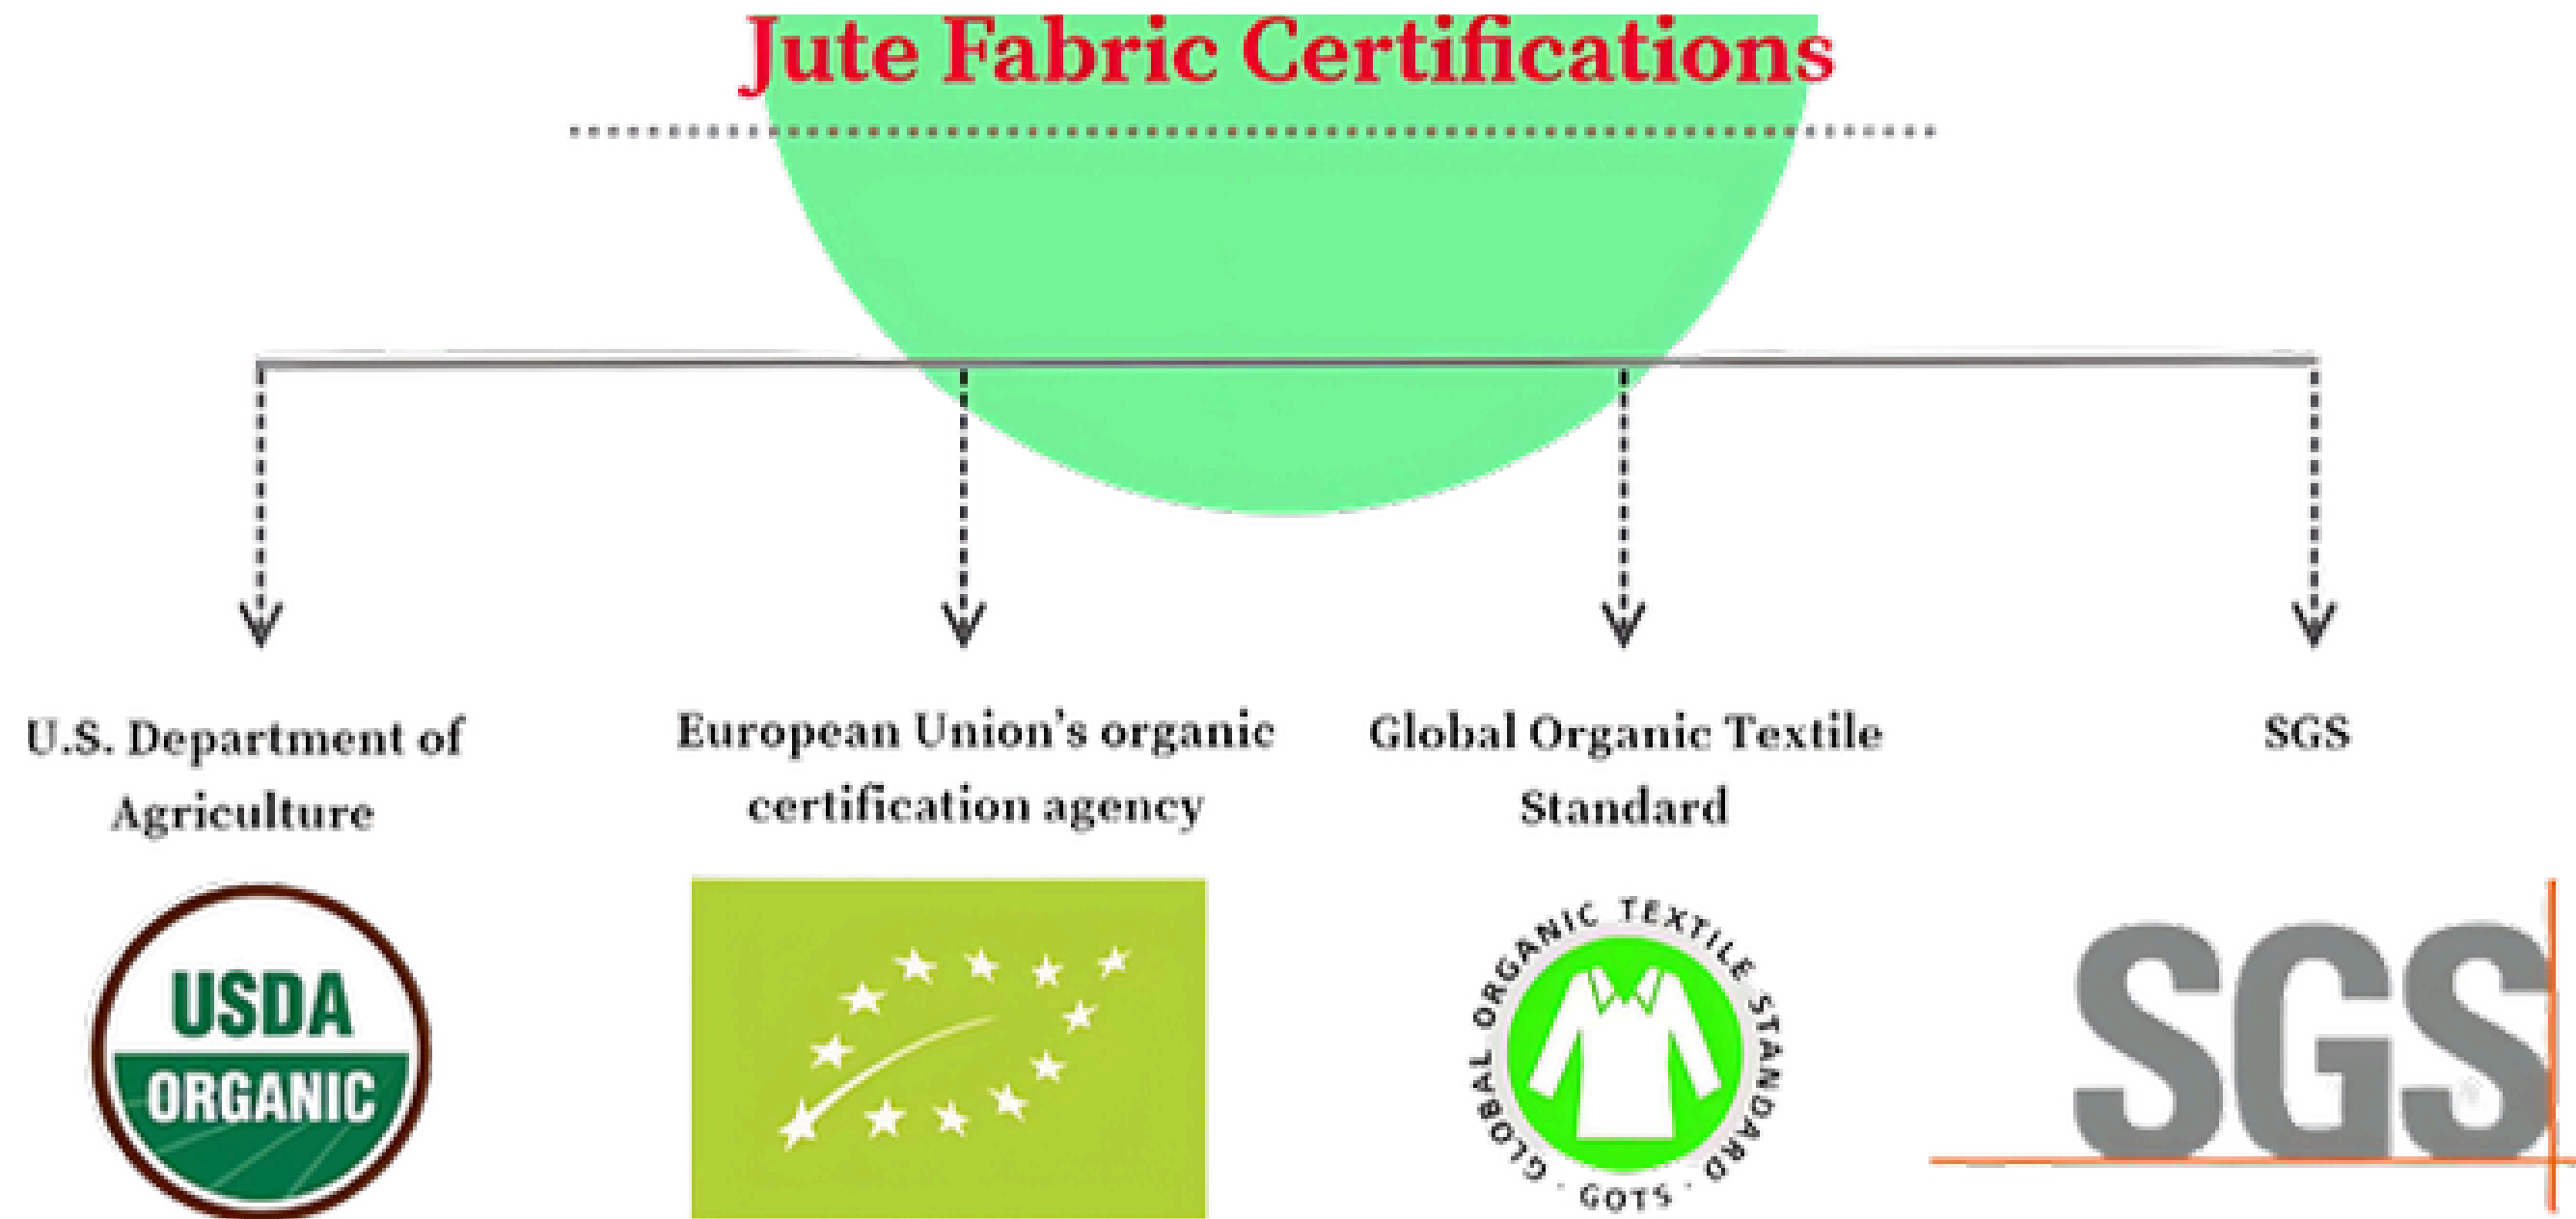 Jute Fabric Certifications
U.S. Department of
Agriculture
European Union's organic
certification agency
Global Organic Textile
Standard
SGS
USDA
ORGANIC
GLOBAL ORGANIC TEXTILE STANDARD · GOTS ·
SGS